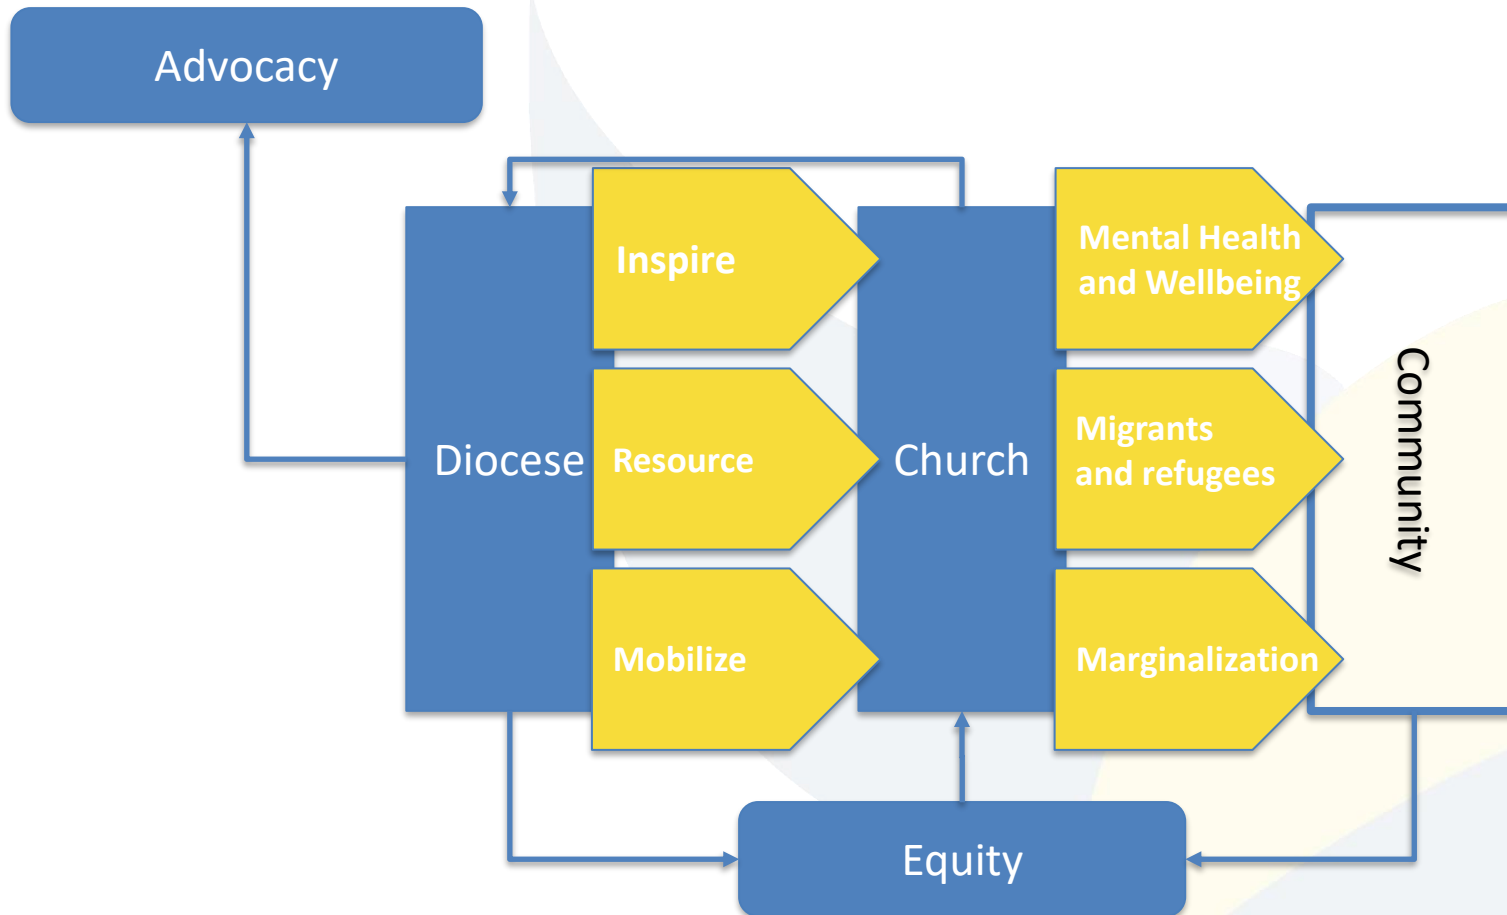 Advocacy
Diocese
Inspire
Resource
Mobilize
Church
Mental Health
and Wellbeing
Migrants
and refugees
Marginalization
Community
Equity